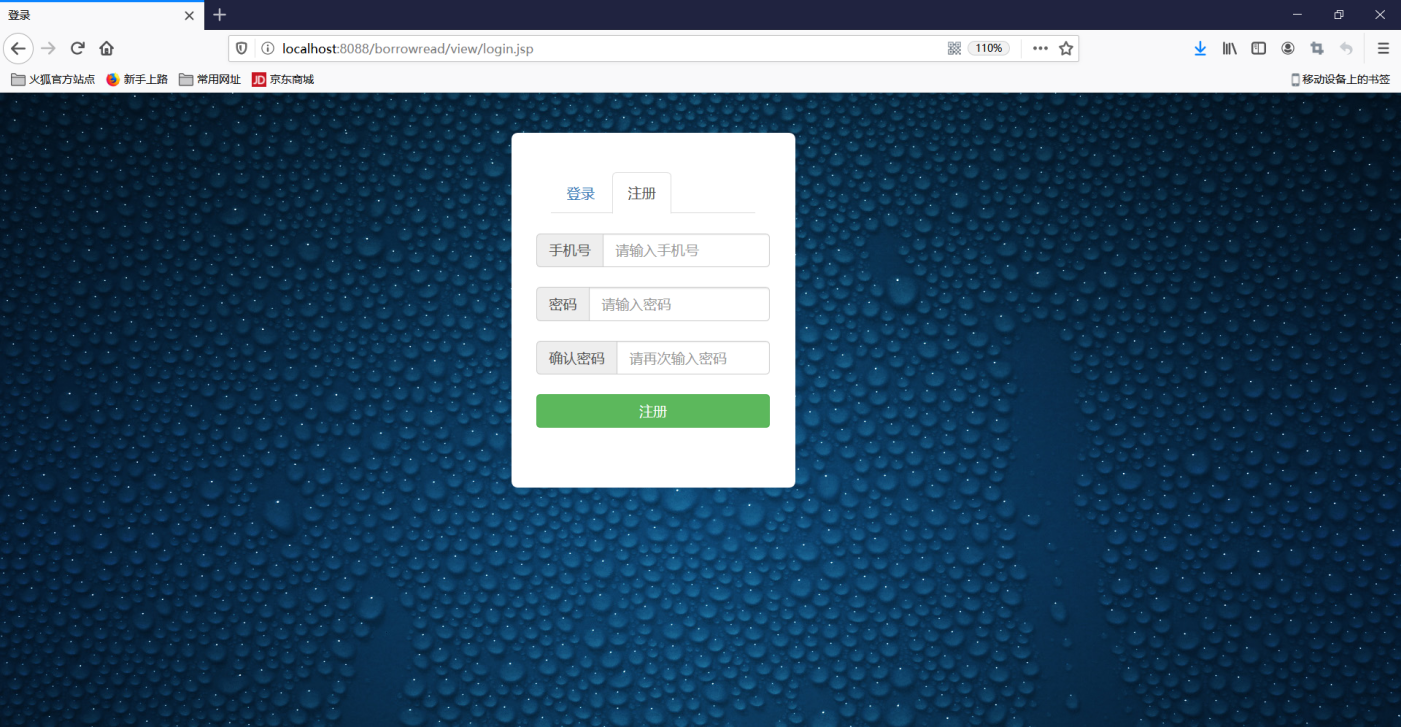 登录
localhost:8088/borrowread/view/login.jsp
110%
火狐官方站点 新手上路 常用网址 JD 京东商城 移动设备上的书签
登录 注册
手机号 请输入手机号
密码 请输入密码
确认密码 请再次输入密码
注册